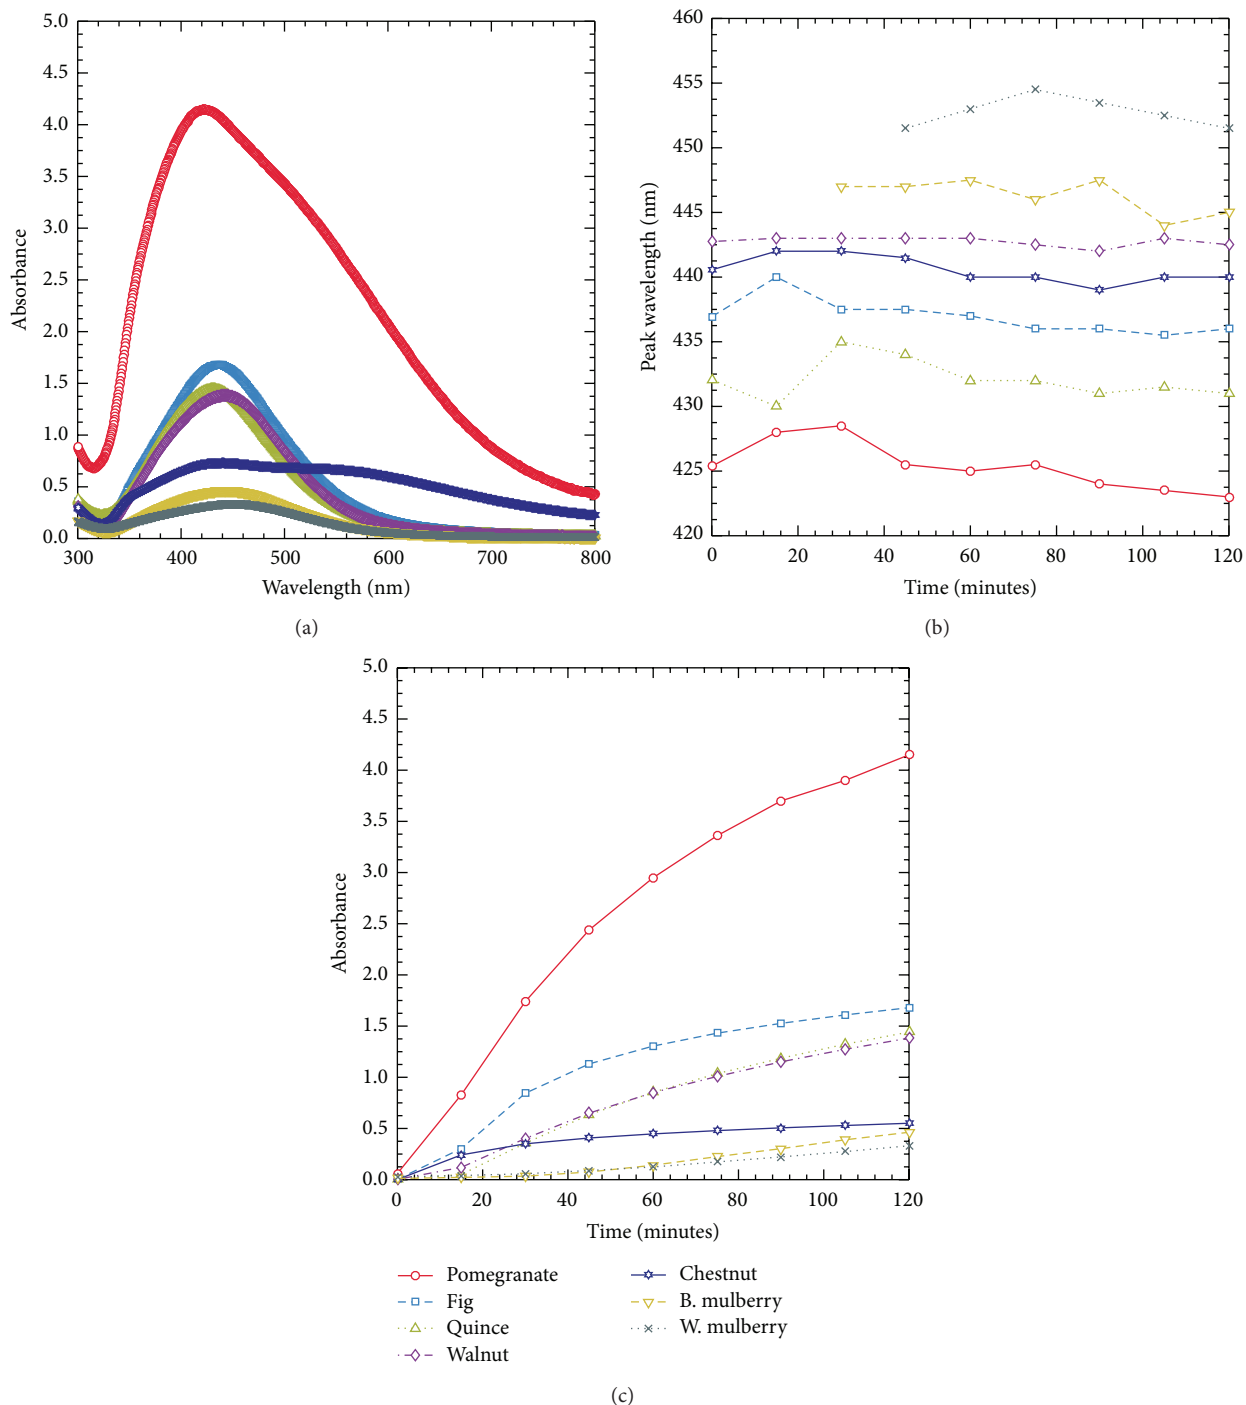 5.0
4.5
4.0
3.5
3.0
2.5
2.0
1.5
1.0
0.5
0.0
Absorbance
300 400 500 600 700 800
Wavelength (nm)
(a)
460
455
450
445
440
435
430
425
420
Peak wavelength (nm)
0 20 40 60 80 100 120
Time (minutes)
(b)
5.0
4.5
4.0
3.5
3.0
2.5
2.0
1.5
1.0
0.5
0.0
Absorbance
0 20 40 60 80 100 120
Time (minutes)
Pomegranate
Fig
Quince
Walnut
Chestnut
B. mulberry
W. mulberry
(c)